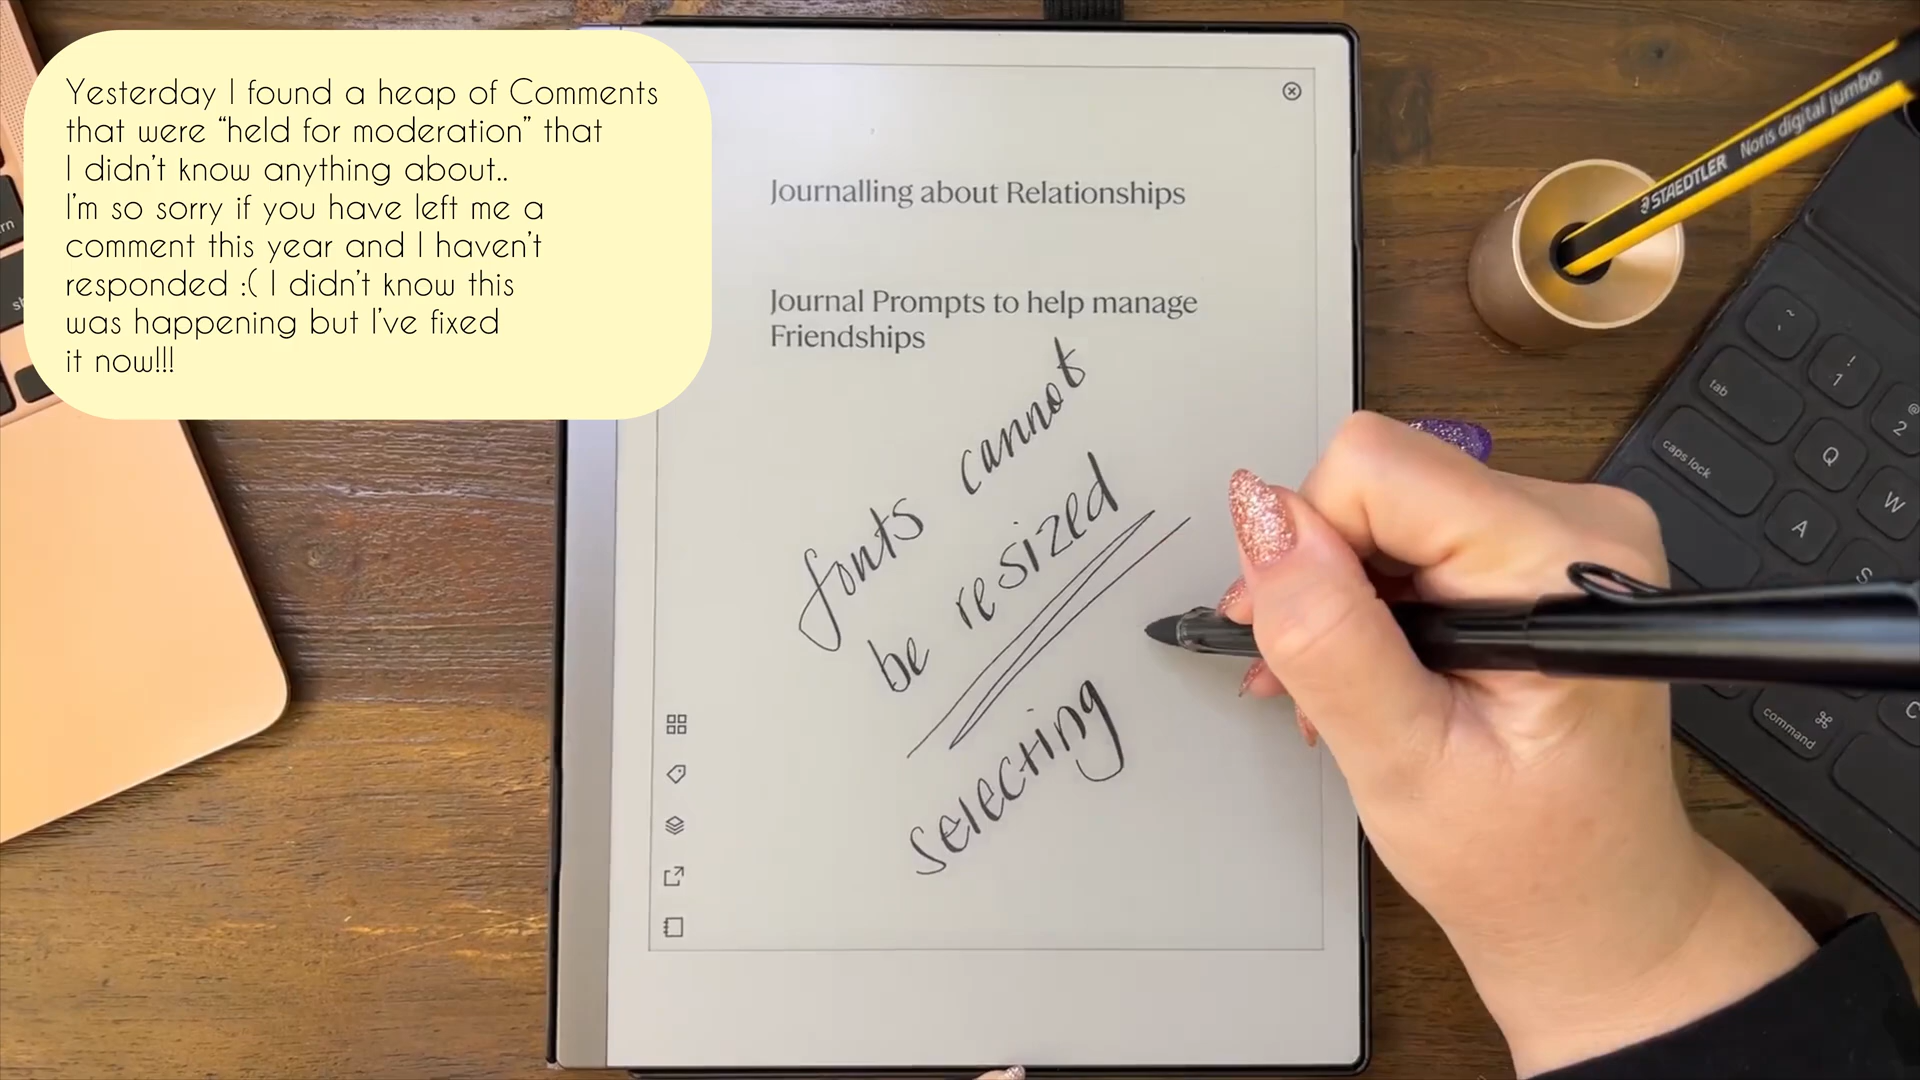 Yesterday I found a heap of Comments
that were “held for moderation” that
I didn’t know anything about..
I’m so sorry if you have left me a
comment this year and I haven’t
responded :( I didn’t know this
was happening but I’ve fixed
it now!!!
Journalling about Relationships
Journal Prompts to help manage
Friendships
fonts cannot
be resized
selecting
STAEDTLER Noris digital jumbo
~
`
!
1
@
2
tab
Q
W
caps lock
A
S
command
⌘
C